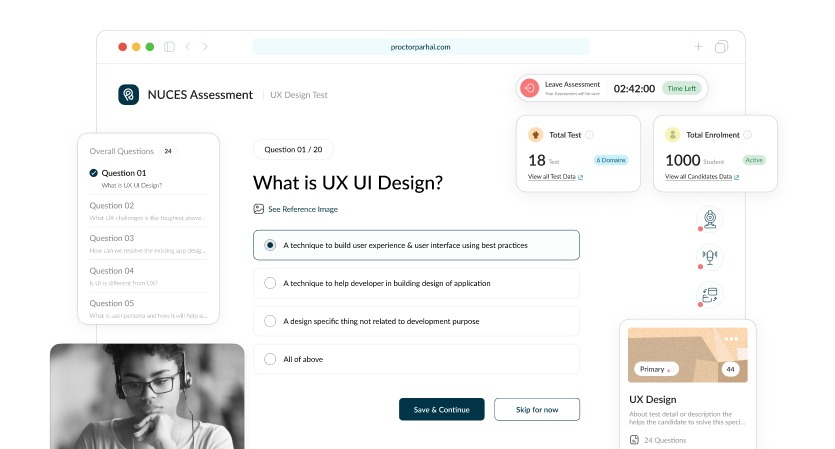 proctorparhai.com
NUCES Assessment
UX Design Test
Leave Assessment
Your Assessment will be save
02:42:00
Time Left
Total Test
18 Test
6 Domains
View all Test Data
Total Enrolment
1000 Student
Active
View all Candidates Data
Overall Questions 24
Question 01
What is UX UI Design?
Question 02
What UX challenges is the toughest answe...
Question 03
How can we resolve the existing app desig...
Question 04
Is UI is different from UX?
Question 05
What is user persona and how it will help u...
Question 01 / 20
What is UX UI Design?
See Reference Image
A technique to build user experience & user interface using best practices
A technique to help developer in building design of application
A design specific thing not related to development purpose
All of above
Save & Continue
Skip for now
Primary
44
UX Design
About test detail or description the
helps the candidate to solve this speci...
24 Questions